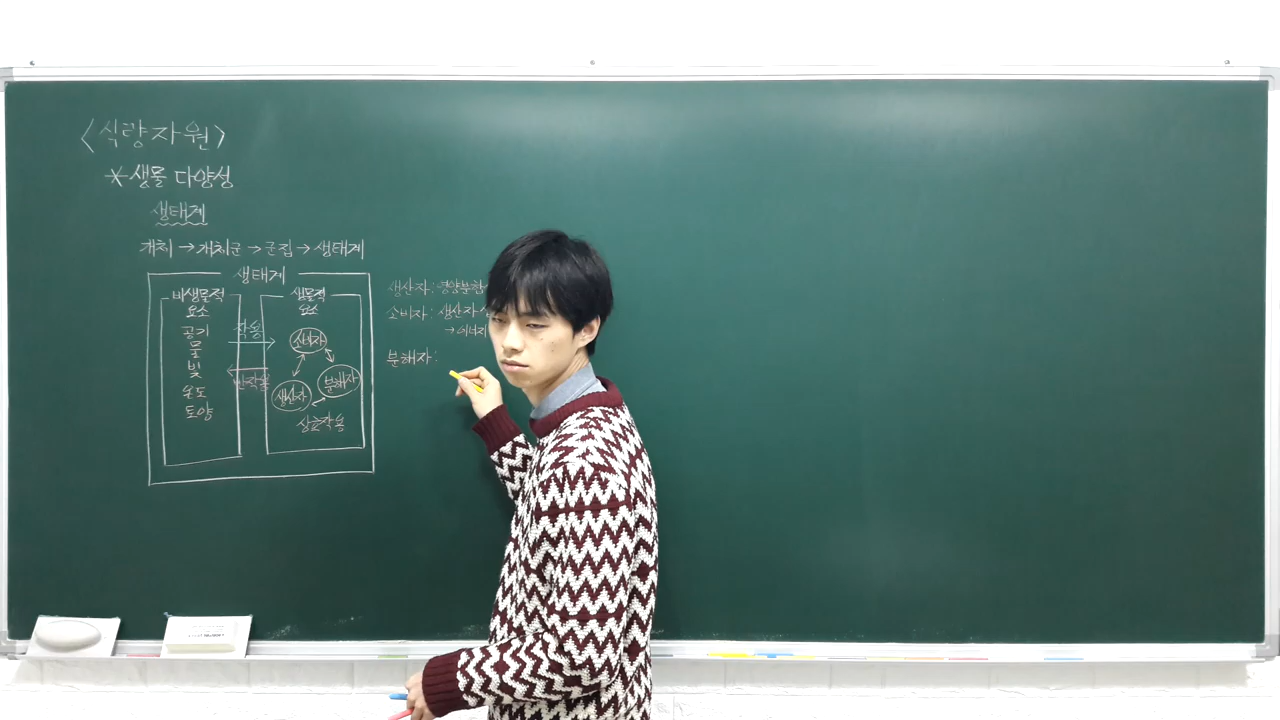 <식량자원>
*생물 다양성
생태계
개체 → 개체군 → 군집 → 생태계
생태계
비생물적
요소
공기
물
빛
온도
토양
작용
반작용
생물적
요소
소비자
생산자
분해자
상호작용
생산자: 영양분합
소비자: 생산자
→ 에너지
분해자: